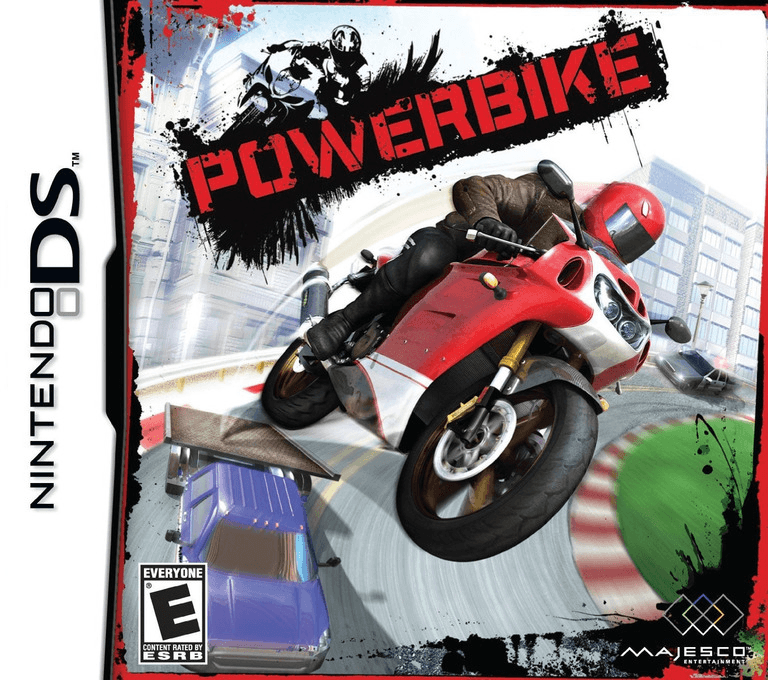 POWERBIKE
NINTENDO DS™
EVERYONE
E
®
CONTENT RATED BY
ESRB
MAJESCO
ENTERTAINMENT